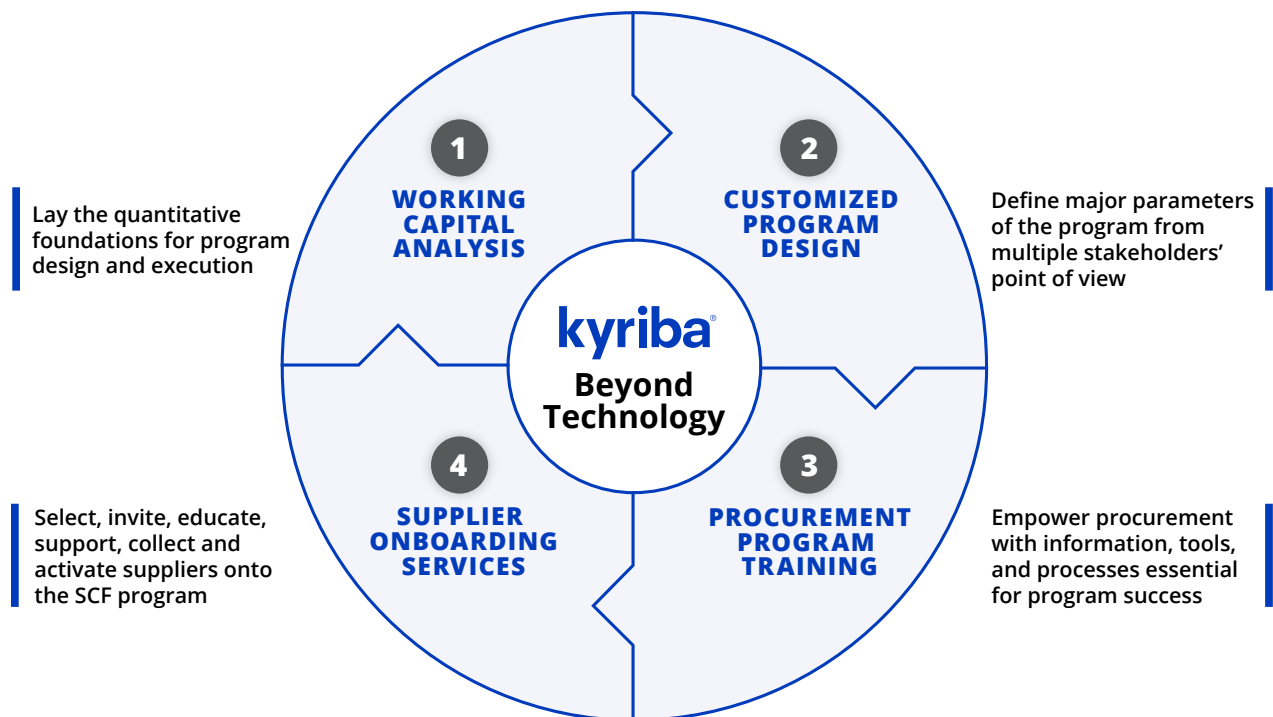 1
WORKING
CAPITAL
ANALYSIS
Lay the quantitative
foundations for program
design and execution
2
CUSTOMIZED
PROGRAM
DESIGN
Define major parameters
of the program from
multiple stakeholders’
point of view
kyriba®
Beyond
Technology
3
PROCUREMENT
PROGRAM
TRAINING
Empower procurement
with information, tools,
and processes essential
for program success
4
SUPPLIER
ONBOARDING
SERVICES
Select, invite, educate,
support, collect and
activate suppliers onto
the SCF program